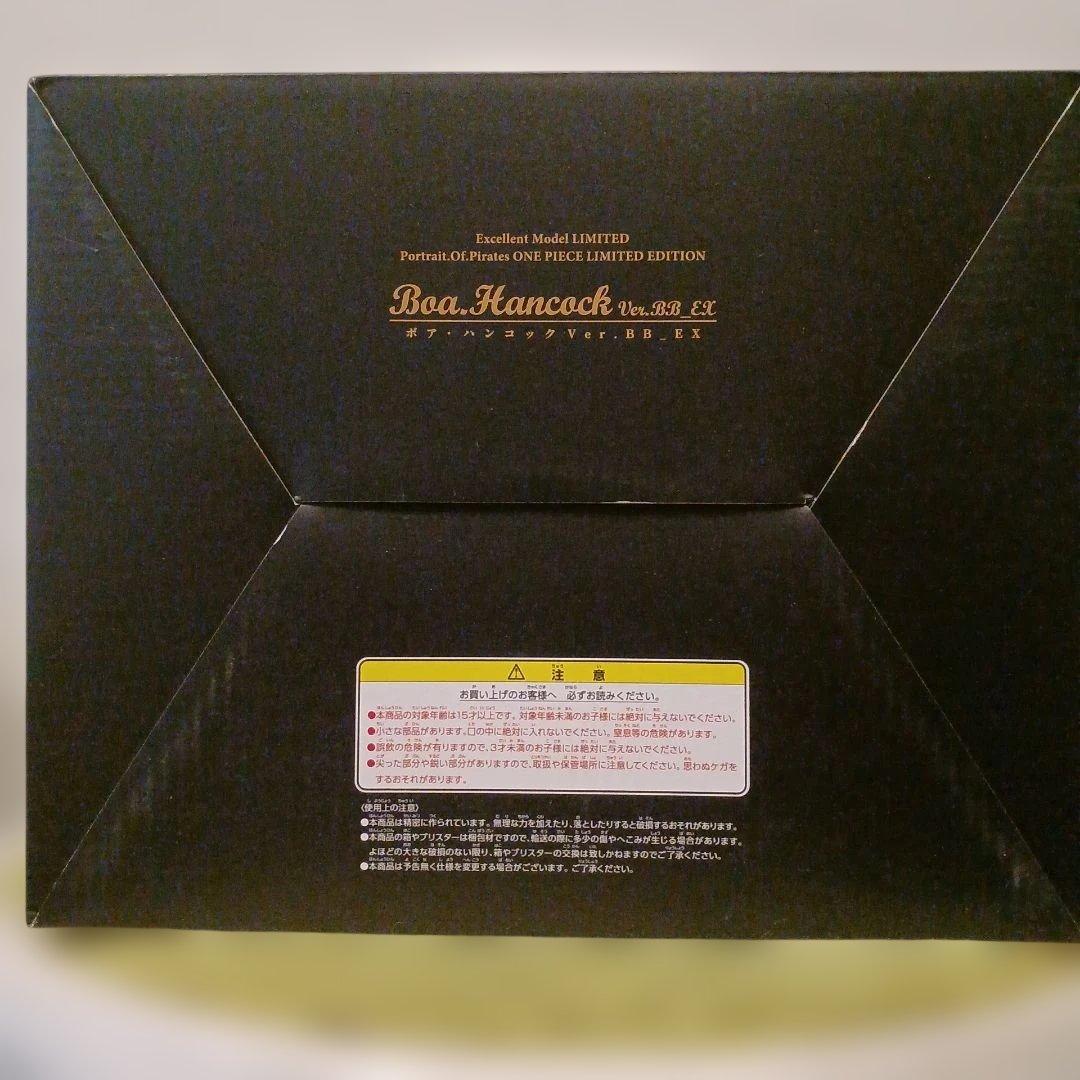 Excellent Model LIMITED
Portrait.Of.Pirates ONE PIECE LIMITED EDITION
Boa.Hancock Ver.BB_EX
ボア・ハンコックVer.BB_EX
⚠ 注意
お買い上げのお客様へ 必ずお読みください。
●本商品の対象年齢は15才以上です。対象年齢未満のお子様には絶対に与えないでください。
●小さな部品があります。口の中に絶対に入れないでください。窒息等の危険があります。
●誤飲の危険が有りますので、3才未満のお子様には絶対に与えないでください。
●尖った部分や鋭い部分がありますので、取扱や保管場所に注意してください。思わぬケガを
するおそれがあります。
〈使用上の注意〉
●本商品は精密に作られています。無理な力を加えたり、落としたりすると破損するおそれがあります。
●本商品の箱やブリスターは梱包材ですので、輸送の際に多少の傷やへこみが生じる場合があります。
よほどの大きな破損のない限り、箱やブリスターの交換は致しかねますのでご了承ください。
●本商品は予告無く仕様を変更する場合がございます。ご了承ください。